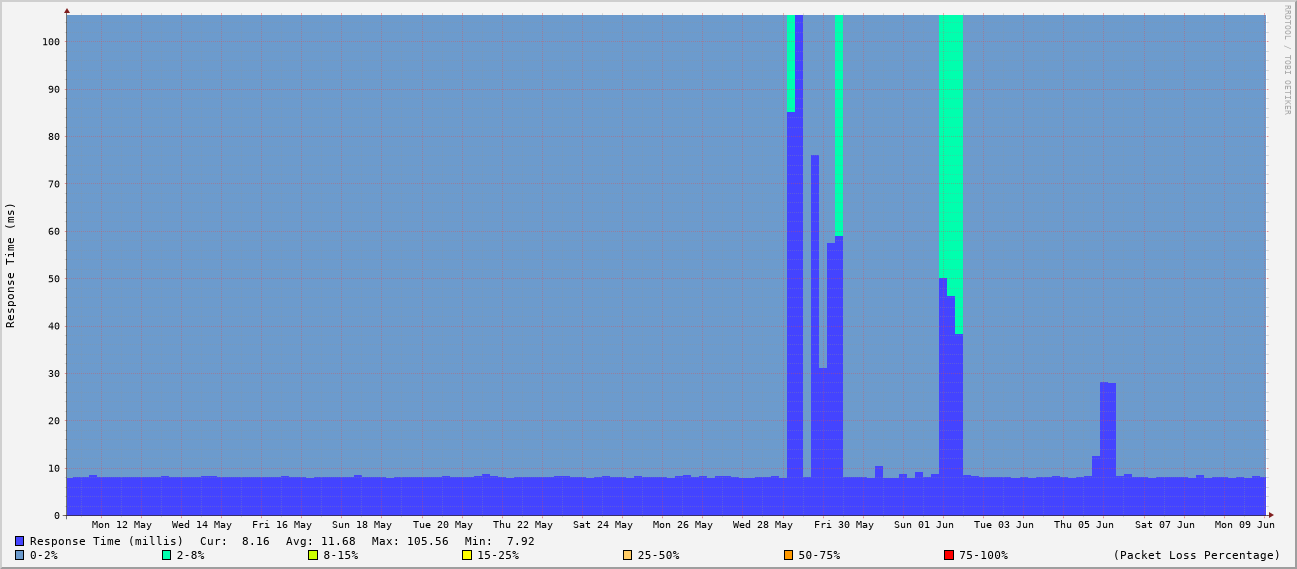 RRDTOOL / TOBI OETIKER
Response Time (ms)
100
90
80
70
60
50
40
30
20
10
0
Mon 12 May Wed 14 May Fri 16 May Sun 18 May Tue 20 May Thu 22 May Sat 24 May Mon 26 May Wed 28 May Fri 30 May Sun 01 Jun Tue 03 Jun Thu 05 Jun Sat 07 Jun Mon 09 Jun
Response Time (millis) Cur: 8.16 Avg: 11.68 Max: 105.56 Min: 7.92
0-2% 2-8% 8-15% 15-25% 25-50% 50-75% 75-100% (Packet Loss Percentage)